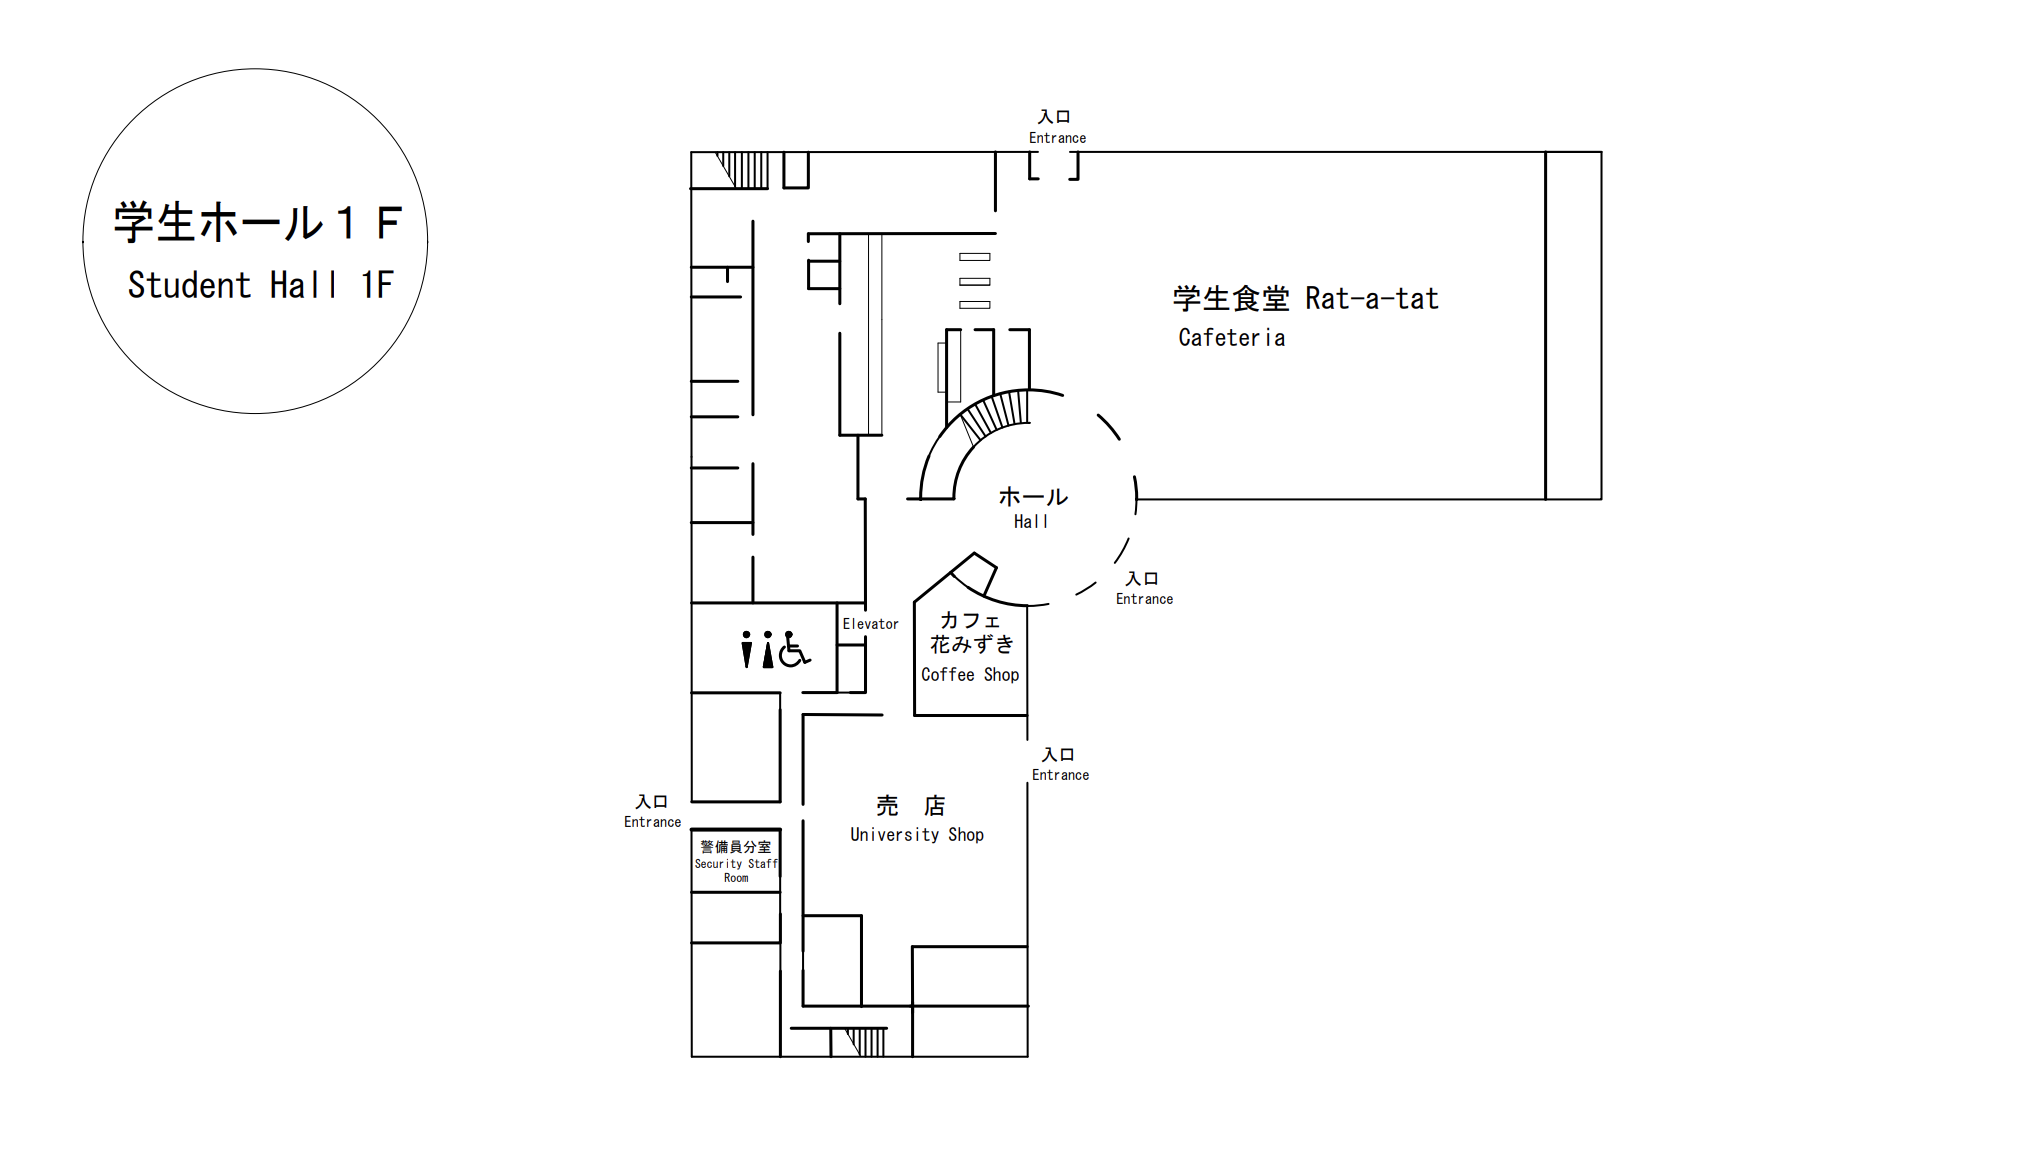 学生ホール１Ｆ
Student Hall 1F
入口
Entrance
学生食堂 Rat-a-tat
Cafeteria
ホール
Hall
入口
Entrance
Elevator
カフェ
花みずき
Coffee Shop
入口
Entrance
入口
Entrance
売　店
University Shop
警備員分室
Security Staff
Room